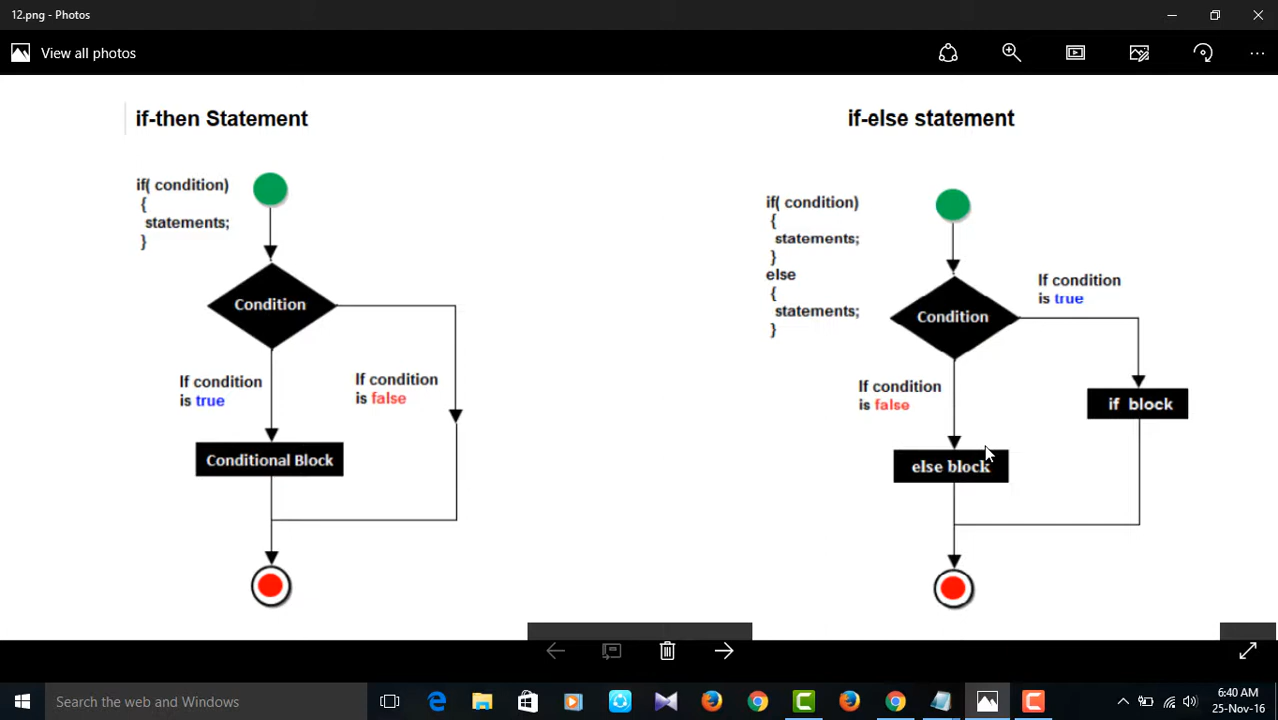 12.png - Photos
View all photos
if-then Statement
if( condition)
{
statements;
}
Condition
If condition
is true
If condition
is false
Conditional Block
if-else statement
if( condition)
{
statements;
}
else
{
statements;
}
Condition
If condition
is true
If condition
is false
if block
else block
Search the web and Windows
6:40 AM
25-Nov-16